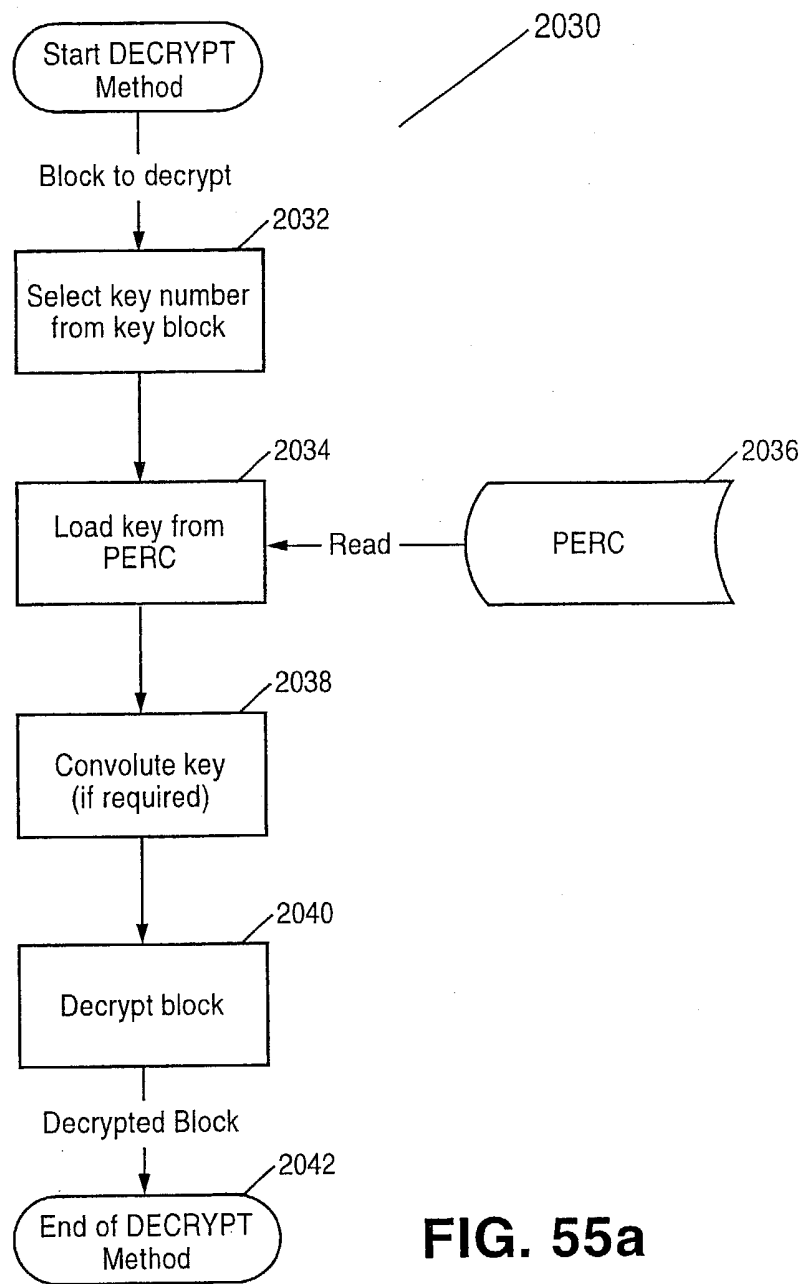 2030
Start DECRYPT
Method
Block to decrypt
2032
Select key number
from key block
2034
Load key from
PERC
Read
2036
PERC
2038
Convolute key
(if required)
2040
Decrypt block
Decrypted Block
2042
End of DECRYPT
Method
FIG. 55a